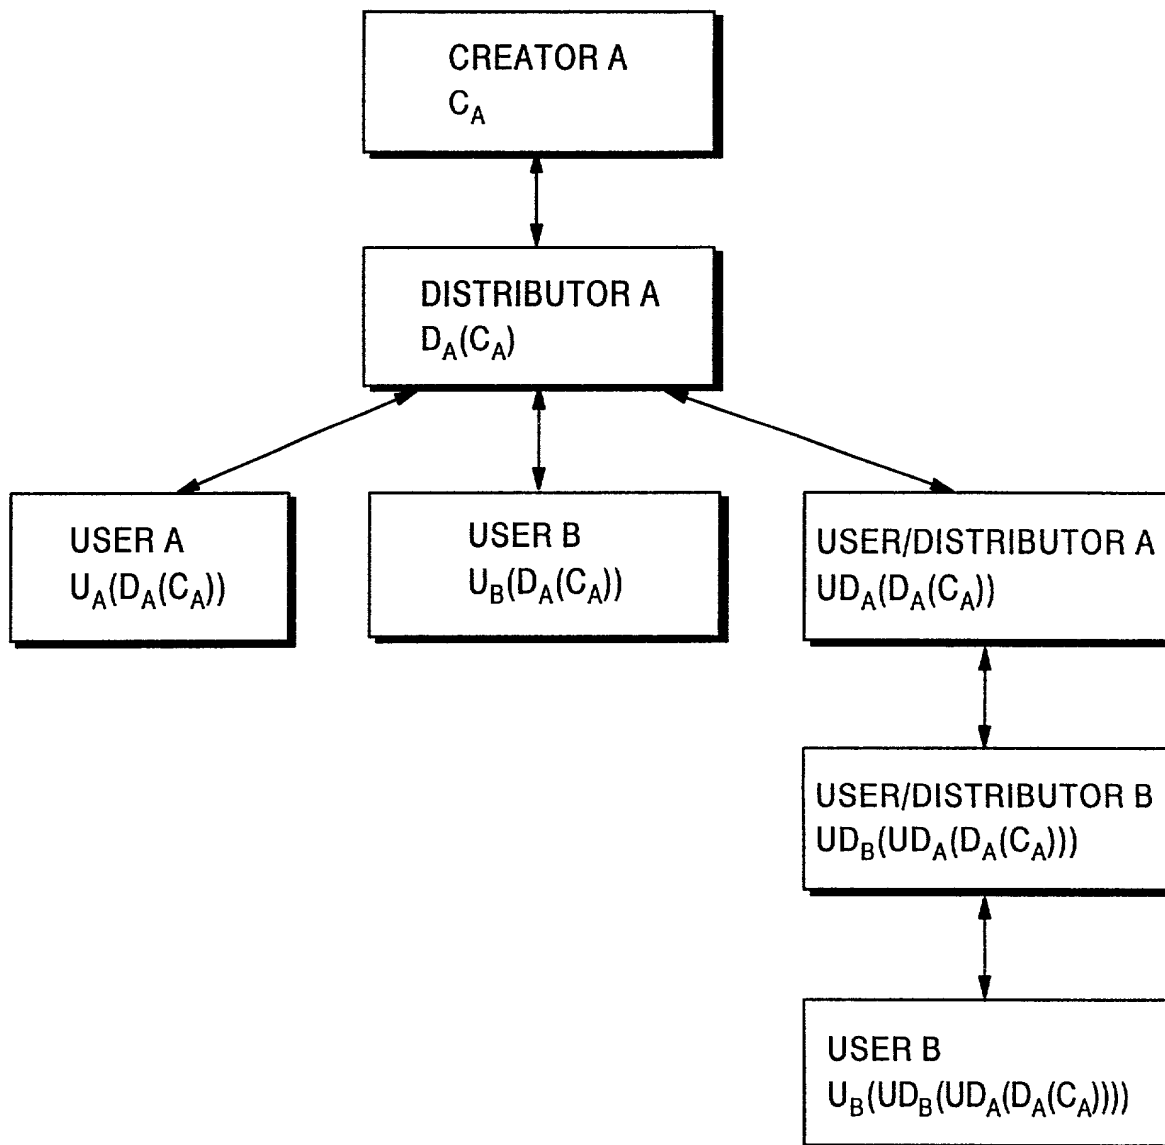 CREATOR A
C_A
DISTRIBUTOR A
D_A(C_A)
USER A
U_A(D_A(C_A))
USER B
U_B(D_A(C_A))
USER/DISTRIBUTOR A
UD_A(D_A(C_A))
USER/DISTRIBUTOR B
UD_B(UD_A(D_A(C_A)))
USER B
U_B(UD_B(UD_A(D_A(C_A))))